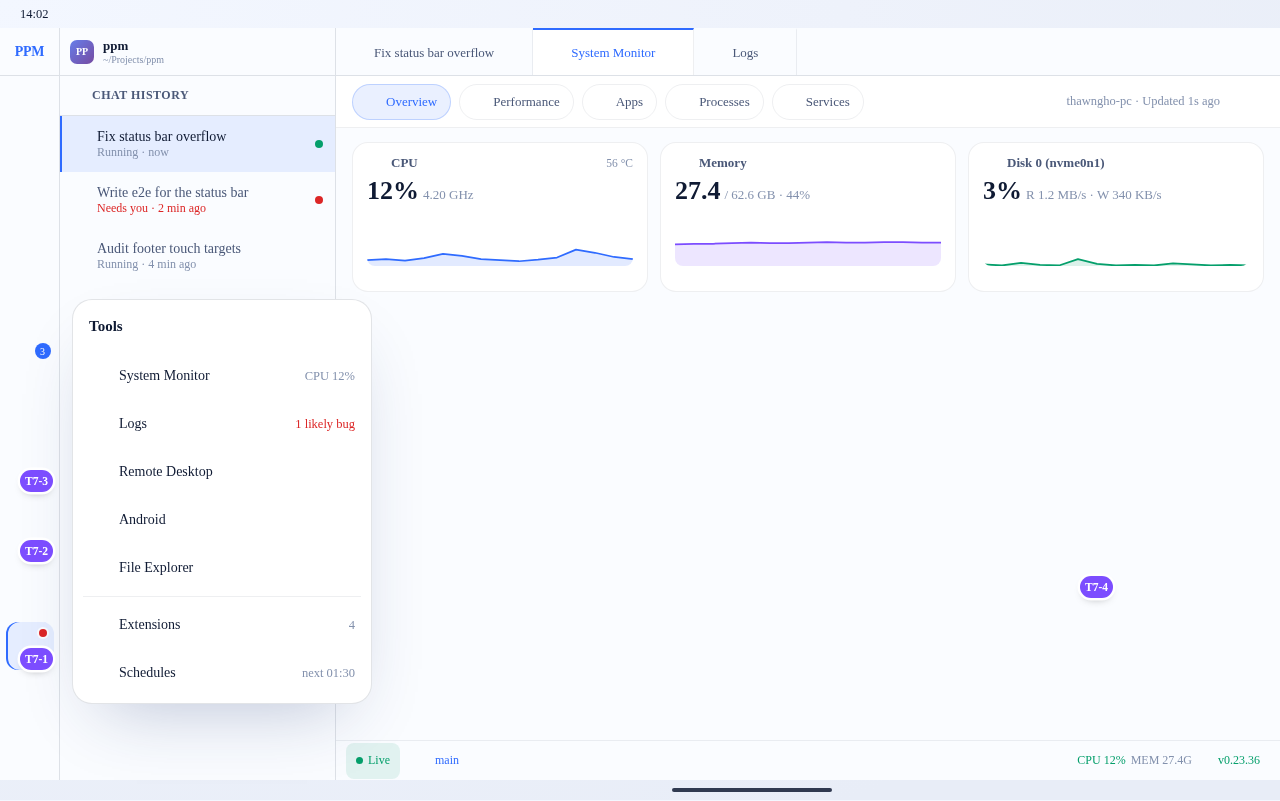 14:02
PPM
PP
ppm
~/Projects/ppm
Fix status bar overflow
System Monitor
Logs
CHAT HISTORY
Overview
Performance
Apps
Processes
Services
thawngho-pc · Updated 1s ago
Fix status bar overflow
Running · now
Write e2e for the status bar
Needs you · 2 min ago
Audit footer touch targets
Running · 4 min ago
CPU
56 °C
12% 4.20 GHz
Memory
27.4 / 62.6 GB · 44%
Disk 0 (nvme0n1)
3% R 1.2 MB/s · W 340 KB/s
3
T7-3
T7-2
T7-1
Tools
System Monitor
CPU 12%
Logs
1 likely bug
Remote Desktop
Android
File Explorer
Extensions
4
Schedules
next 01:30
T7-4
Live
main
CPU 12% MEM 27.4G
v0.23.36